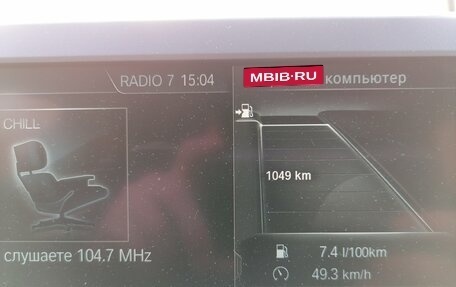 RADIO 7 15:04
MBIB·RU компьютер
CHILL
1049 km
слушаете 104.7 MHz
7.4 l/100km
49.3 km/h